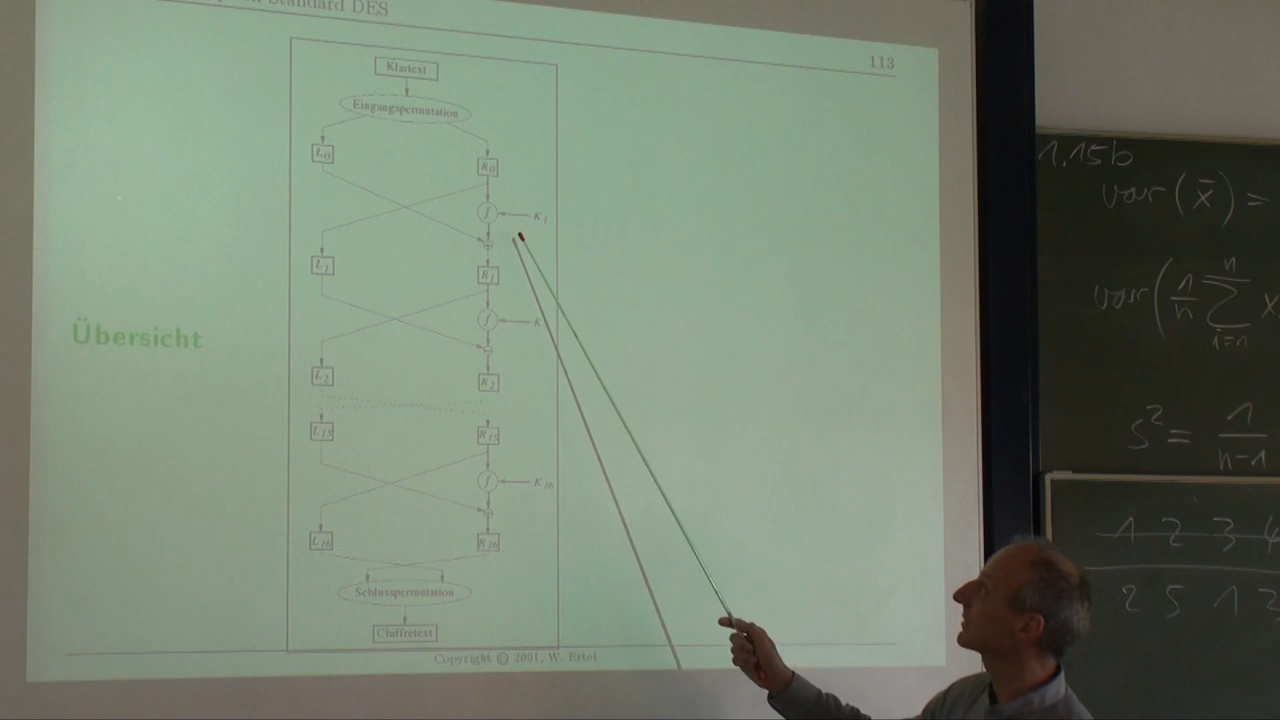 Standard DES
113
Klartext
Eingangspermutation
L0
R0
f
K1
L1
R1
f
K
L2
R2
L15
R15
f
K16
L16
R16
Schlusspermutation
Chiffretext
Übersicht
Copyright © 2001, W. Ertel
1.15b
var(x̄)=
var(1/n n∑i=1 x
s²= 1/n-1
1 2 3 4
2 5 1